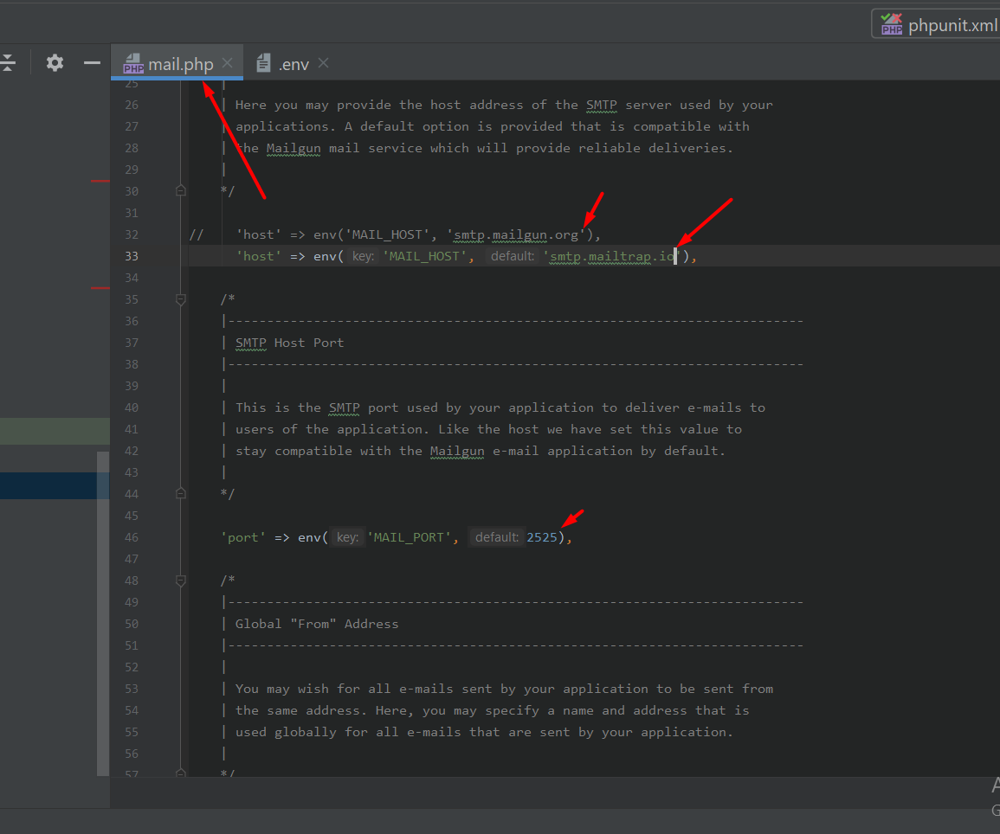 phpunit.xml
mail.php
.env
25 |
26 | Here you may provide the host address of the SMTP server used by your
27 | applications. A default option is provided that is compatible with
28 | the Mailgun mail service which will provide reliable deliveries.
29 |
30 */
31
32 // 'host' => env('MAIL_HOST', 'smtp.mailgun.org'),
33 'host' => env( key: 'MAIL_HOST', default: 'smtp.mailtrap.io'),
34
35 /*
36 |--------------------------------------------------------------------------
37 | SMTP Host Port
38 |--------------------------------------------------------------------------
39 |
40 | This is the SMTP port used by your application to deliver e-mails to
41 | users of the application. Like the host we have set this value to
42 | stay compatible with the Mailgun e-mail application by default.
43 |
44 */
45
46 'port' => env( key: 'MAIL_PORT', default: 2525),
47
48 /*
49 |--------------------------------------------------------------------------
50 | Global "From" Address
51 |--------------------------------------------------------------------------
52 |
53 | You may wish for all e-mails sent by your application to be sent from
54 | the same address. Here, you may specify a name and address that is
55 | used globally for all e-mails that are sent by your application.
56 |
57 */